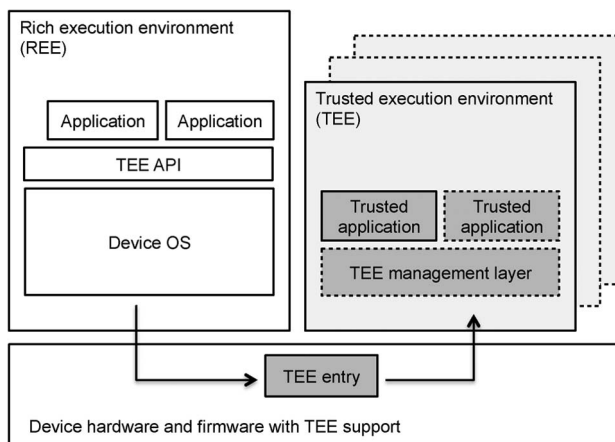 Rich execution environment
(REE)
Application
Application
TEE API
Device OS
Trusted execution environment
(TEE)
Trusted
application
Trusted
application
TEE management layer
TEE entry
Device hardware and firmware with TEE support